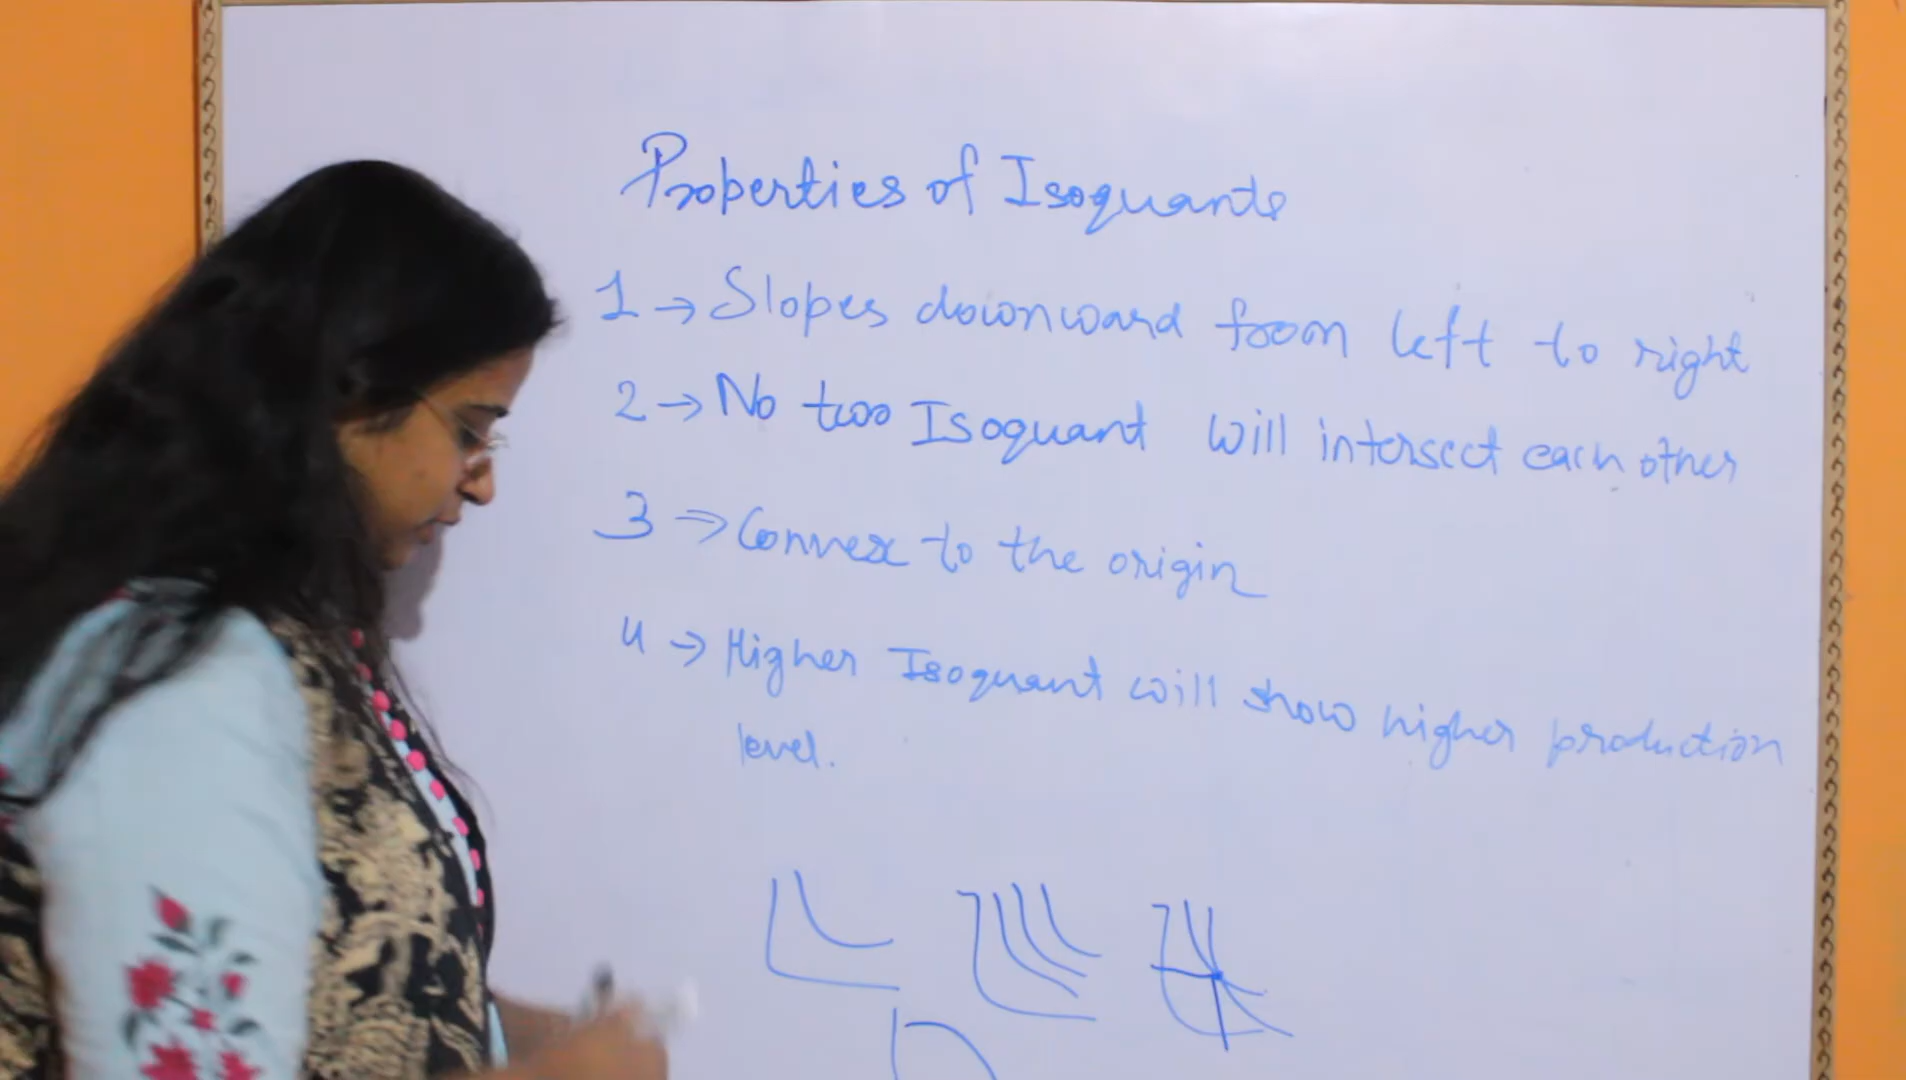 Properties of Isoquants
1 → Slopes downward from left to right
2 → No two Isoquant will intersect each other
3 ⇒ Convex to the origin
4 → Higher Isoquant will show higher production
level.